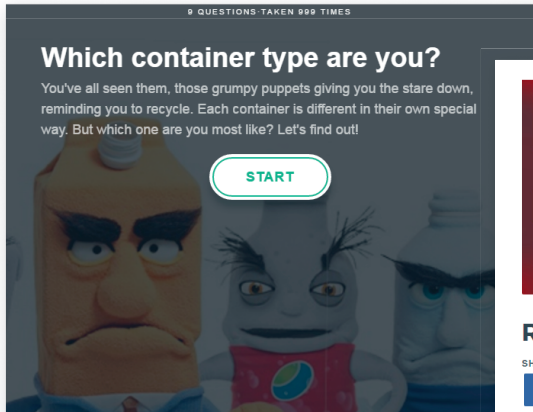 9 QUESTIONS·TAKEN 999 TIMES
Which container type are you?
You've all seen them, those grumpy puppets giving you the stare down,
reminding you to recycle. Each container is different in their own special
way. But which one are you most like? Let's find out!
START
R
SH